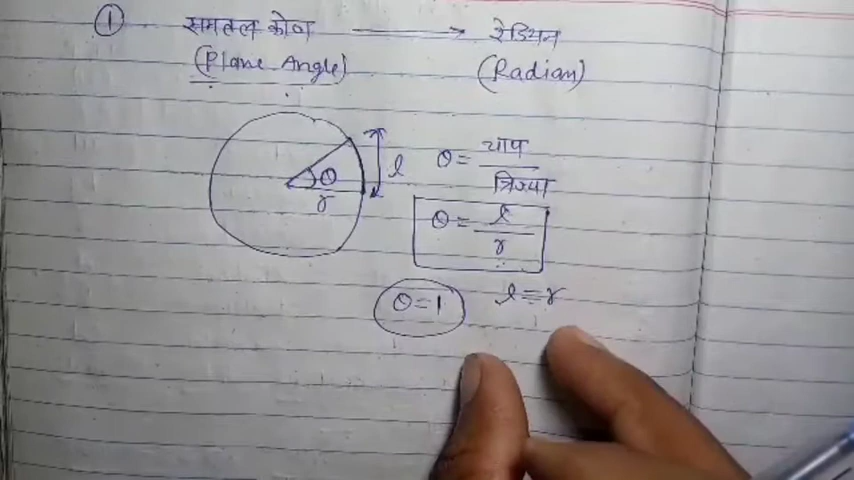 ① समतल कोण → रेडियन
(Plane Angle) (Radian)
θ = चाप / त्रिज्या
l
θ
r
θ = l / r
θ = 1 l = r